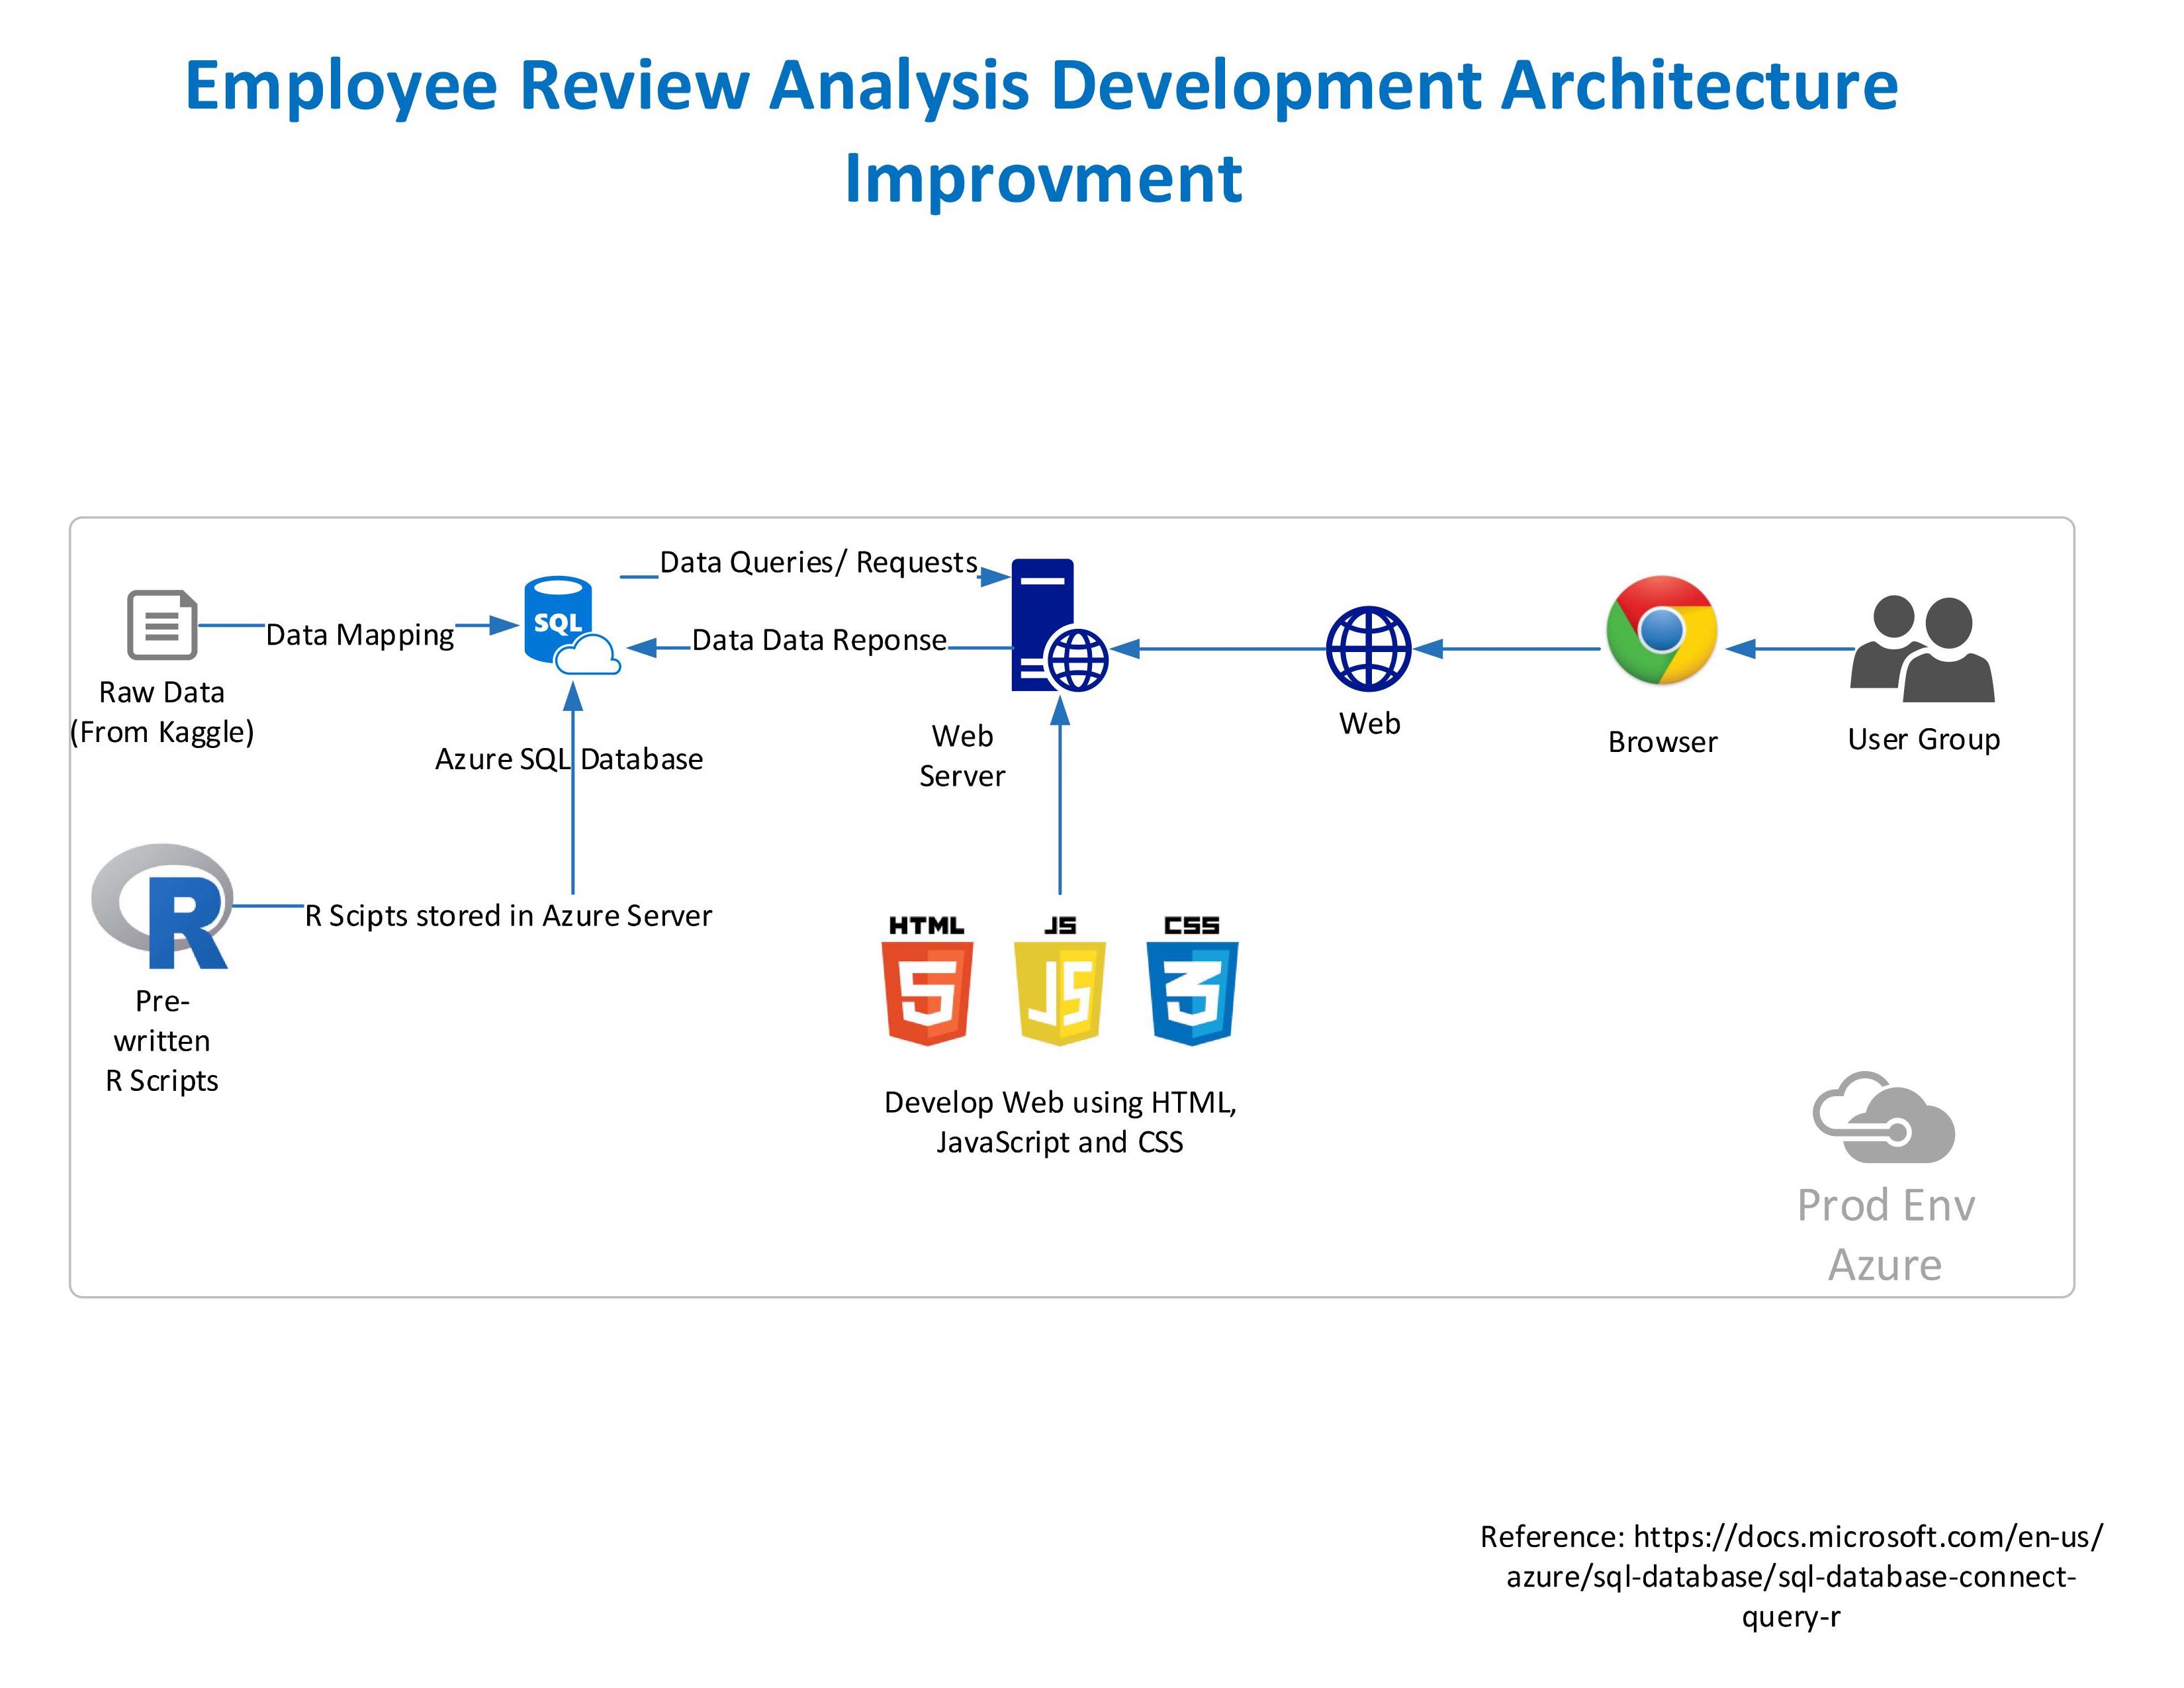 Employee Review Analysis Development Architecture
Improvment
Data Queries/ Requests
Data Mapping
SQL
Data Data Reponse
Raw Data
(From Kaggle)
Azure SQL Database
Web
Server
Web
Browser
User Group
R
R Scipts stored in Azure Server
Pre-
written
R Scripts
HTML
JS
CSS
5
JS
3
Develop Web using HTML,
JavaScript and CSS
Prod Env
Azure
Reference: https://docs.microsoft.com/en-us/
azure/sql-database/sql-database-connect-
query-r